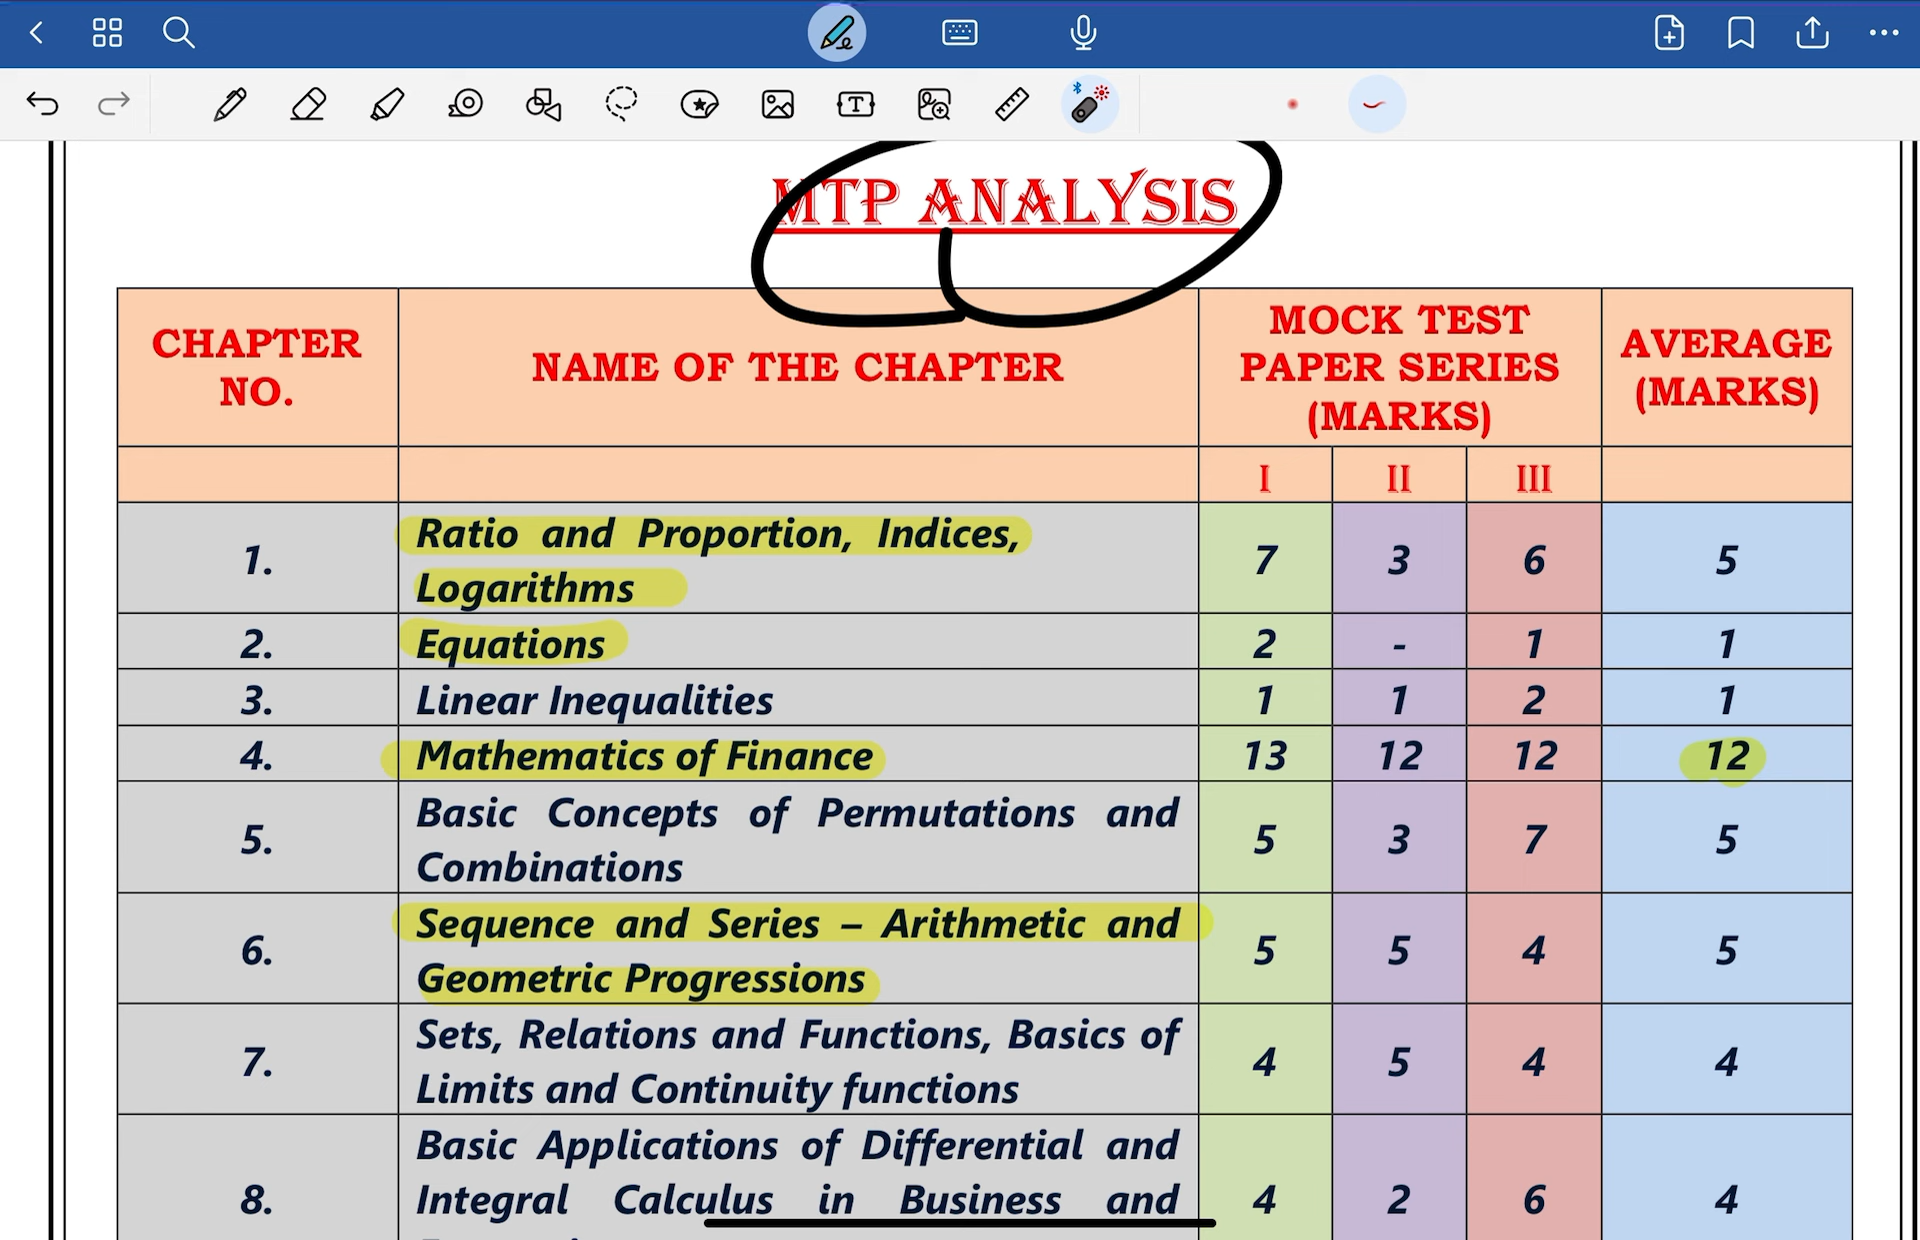 MTP ANALYSIS
CHAPTER NO.
NAME OF THE CHAPTER
MOCK TEST PAPER SERIES (MARKS)
AVERAGE (MARKS)
I II III
1. Ratio and Proportion, Indices, Logarithms 7 3 6 5
2. Equations 2 - 1 1
3. Linear Inequalities 1 1 2 1
4. Mathematics of Finance 13 12 12 12
5. Basic Concepts of Permutations and Combinations 5 3 7 5
6. Sequence and Series – Arithmetic and Geometric Progressions 5 5 4 5
7. Sets, Relations and Functions, Basics of Limits and Continuity functions 4 5 4 4
8. Basic Applications of Differential and Integral Calculus in Business and 4 2 6 4